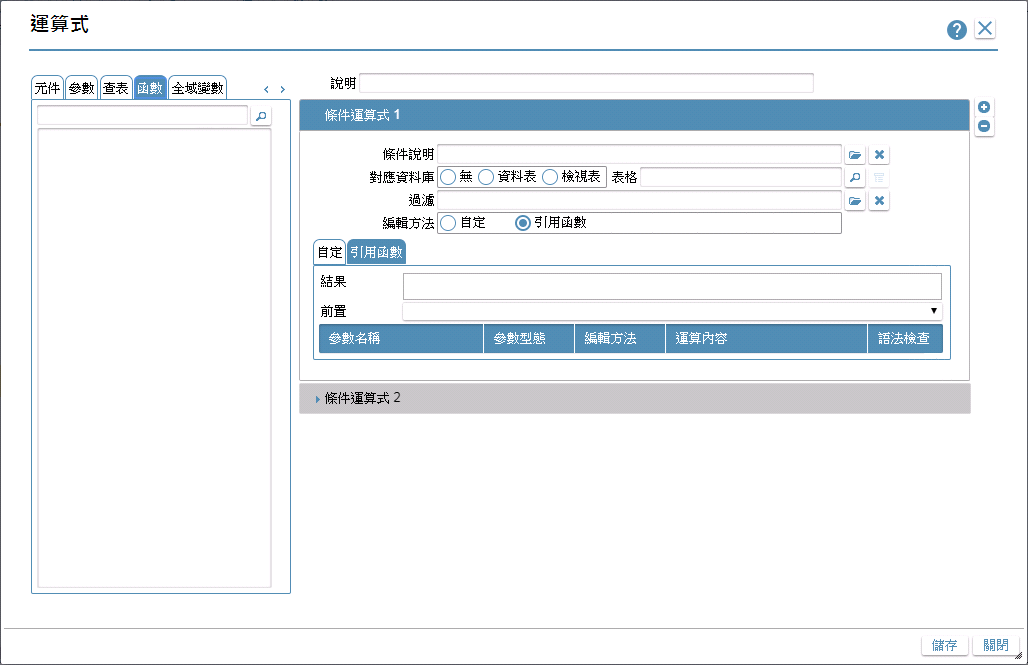 運算式
元件 參數 查表 函數 全域變數
說明
條件運算式 1
條件說明
對應資料庫 無 資料表 檢視表 表格
過濾
編輯方法 自定 引用函數
自定 引用函數
結果
前置
參數名稱 參數型態 編輯方法 運算內容 語法檢查
條件運算式 2
儲存 關閉